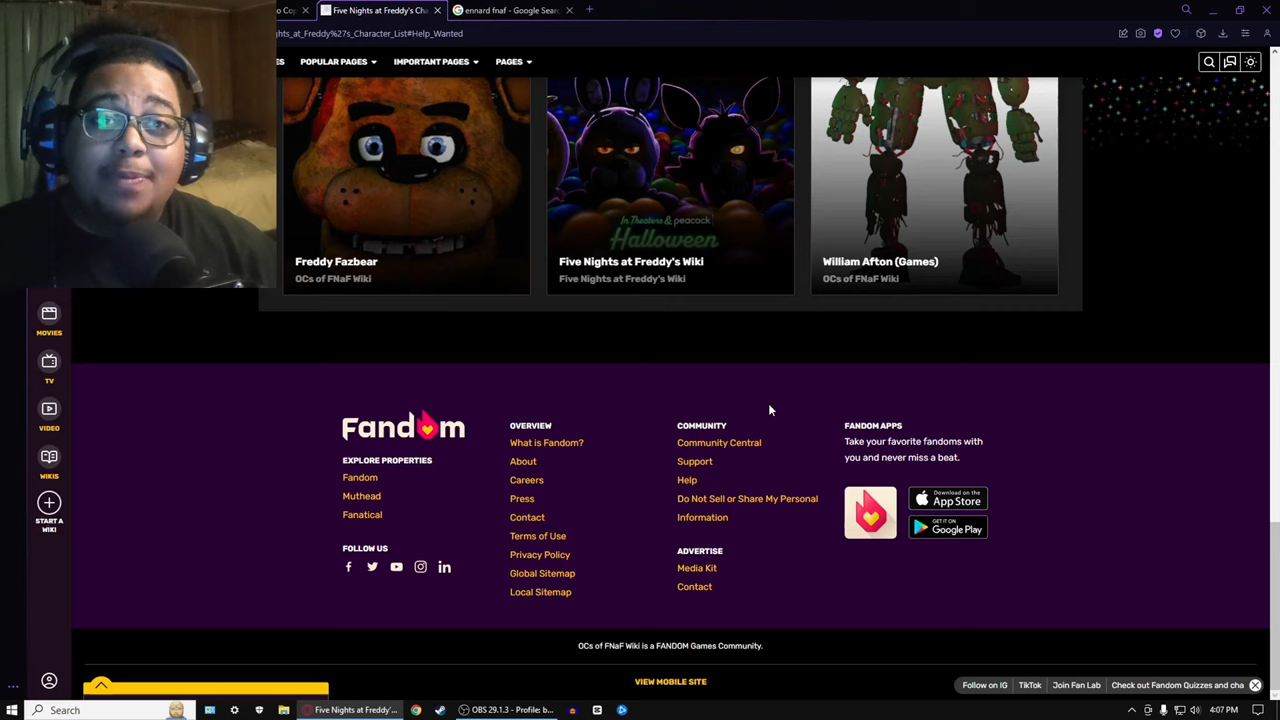 o Cop
Five Nights at Freddy's Cha
ennard fnaf - Google Searc
hts_at_Freddy%27s_Character_List#Help_Wanted
ES
POPULAR PAGES
IMPORTANT PAGES
PAGES
In Theaters & peacock
Halloween
Freddy Fazbear
OCs of FNaF Wiki
Five Nights at Freddy's Wiki
Five Nights at Freddy's Wiki
William Afton (Games)
OCs of FNaF Wiki
MOVIES
TV
VIDEO
WIKIS
START A
WIKI
Fandom
EXPLORE PROPERTIES
Fandom
Muthead
Fanatical
FOLLOW US
OVERVIEW
What is Fandom?
About
Careers
Press
Contact
Terms of Use
Privacy Policy
Global Sitemap
Local Sitemap
COMMUNITY
Community Central
Support
Help
Do Not Sell or Share My Personal
Information
ADVERTISE
Media Kit
Contact
FANDOM APPS
Take your favorite fandoms with
you and never miss a beat.
Download on the
App Store
GET IT ON
Google Play
OCs of FNaF Wiki is a FANDOM Games Community.
VIEW MOBILE SITE
Follow on IG
TikTok
Join Fan Lab
Check out Fandom Quizzes and cha
Search
Five Nights at Freddy'...
OBS 29.1.3 - Profile: b...
4:07 PM